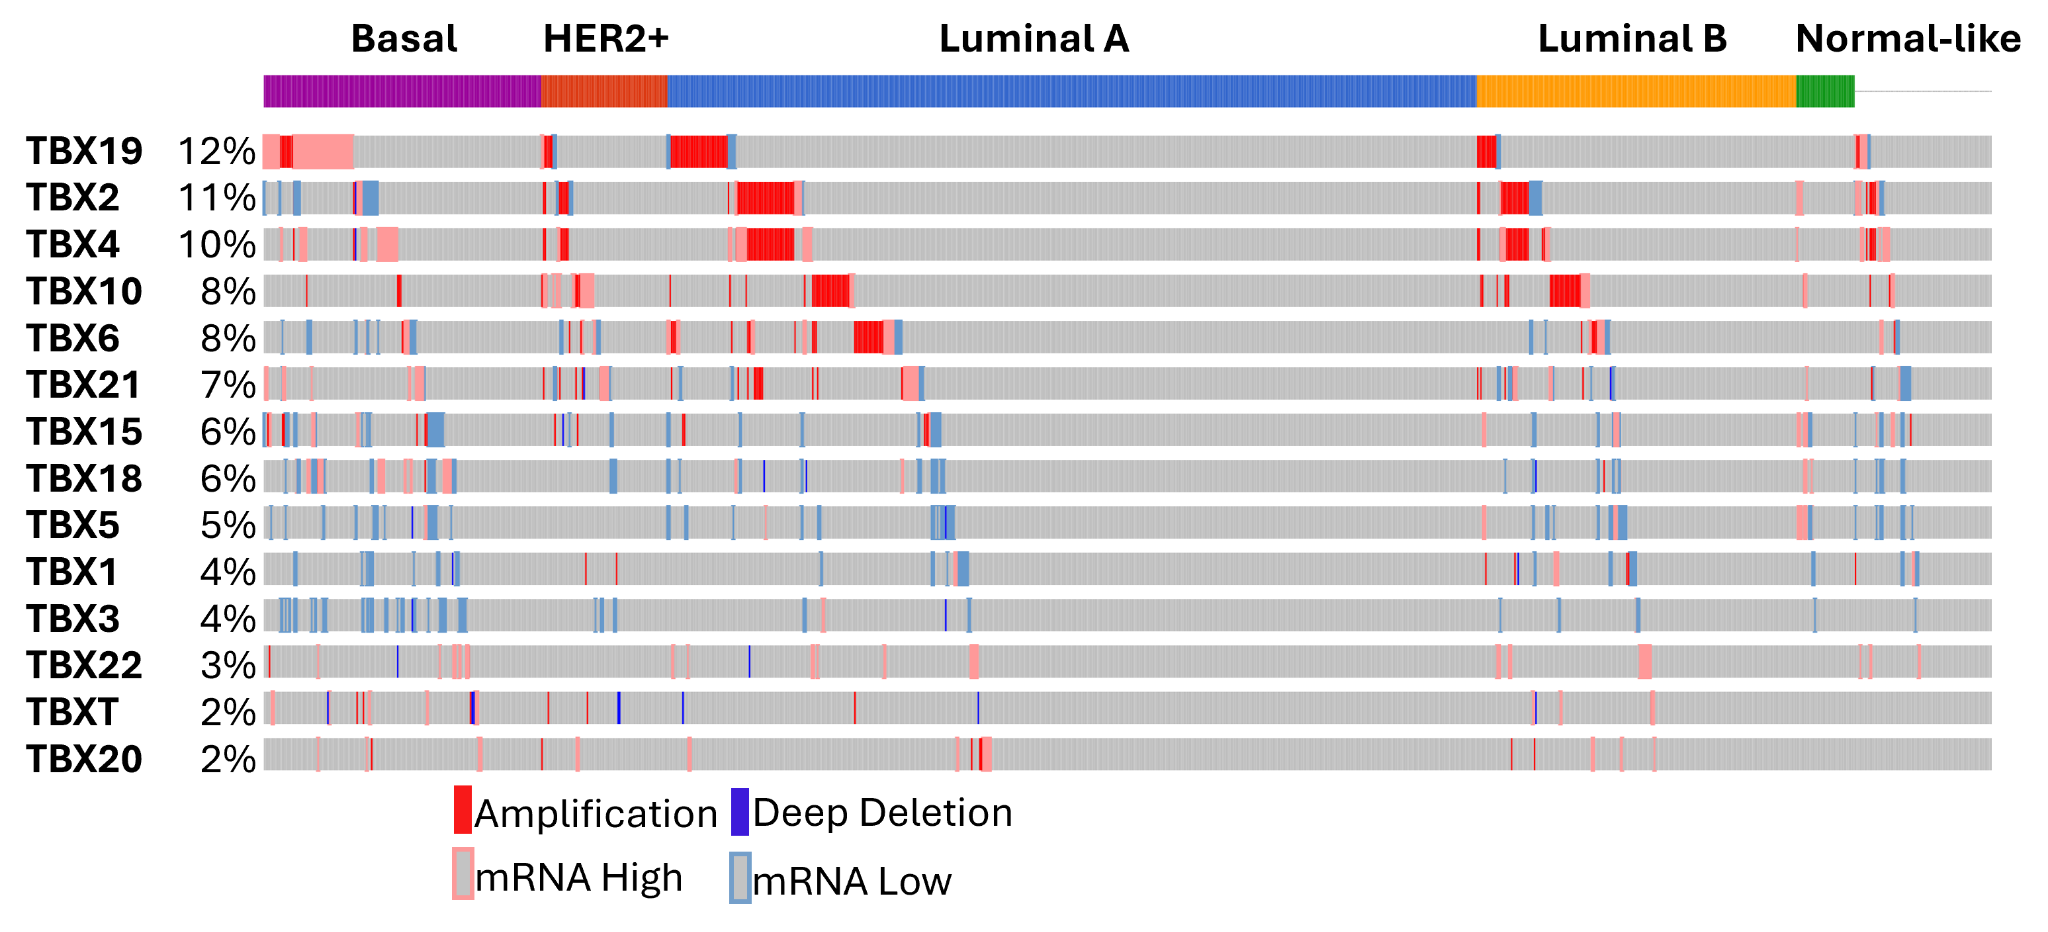 Basal HER2+ Luminal A Luminal B Normal-like
TBX19 12%
TBX2 11%
TBX4 10%
TBX10 8%
TBX6 8%
TBX21 7%
TBX15 6%
TBX18 6%
TBX5 5%
TBX1 4%
TBX3 4%
TBX22 3%
TBXT 2%
TBX20 2%
Amplification Deep Deletion
mRNA High mRNA Low